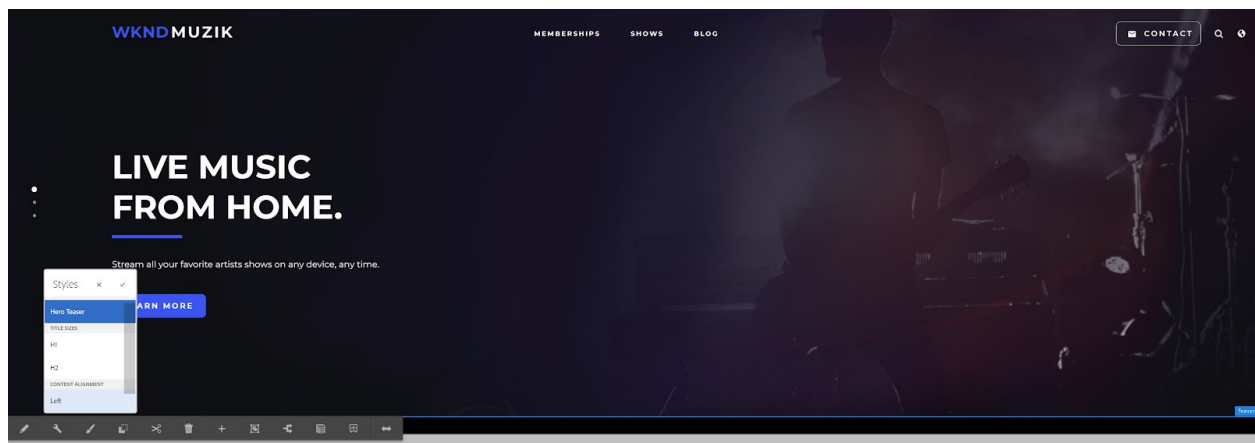 WKNDMUZIK
MEMBERSHIPS SHOWS BLOG
CONTACT
LIVE MUSIC
FROM HOME.
Stream all your favorite artists shows on any device, any time.
ARN MORE
Styles
Hero Teaser
TITLE SIZES
H1
H2
CONTENT ALIGNMENT
Left
Teaser